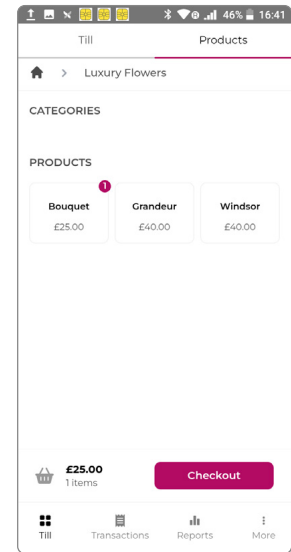 46% 16:41
Till Products
> Luxury Flowers
CATEGORIES
PRODUCTS
1
Bouquet Grandeur Windsor
£25.00 £40.00 £40.00
£25.00
1 items
Checkout
Till Transactions Reports More